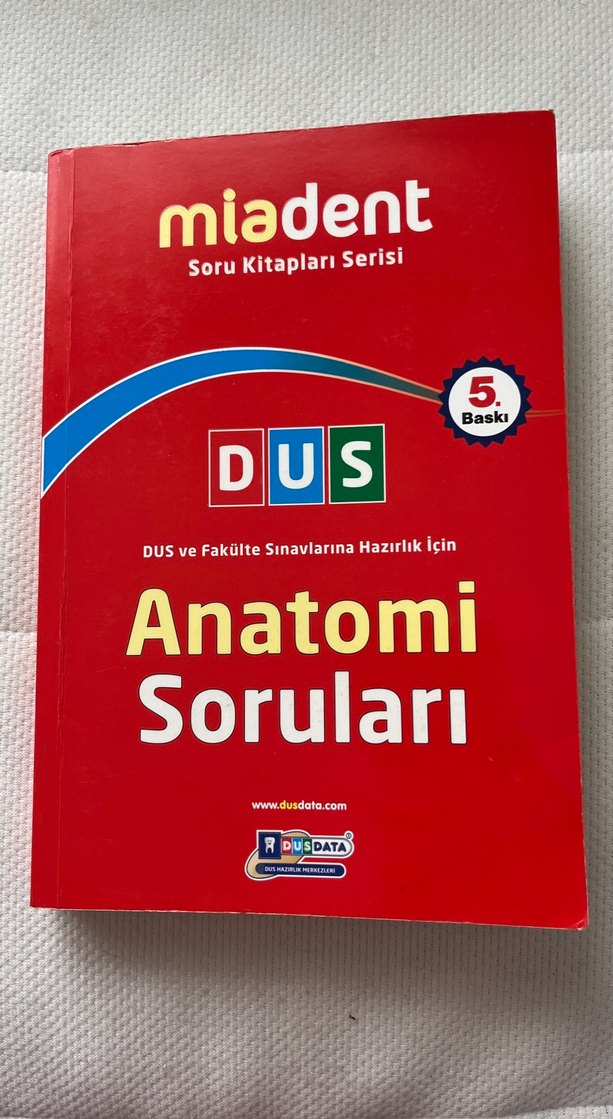 miadent
Soru Kitapları Serisi
5.
Baskı
DUS
DUS ve Fakülte Sınavlarına Hazırlık İçin
Anatomi
Soruları
www.dusdata.com
DUSDATA®
DUS HAZIRLIK MERKEZLERİ